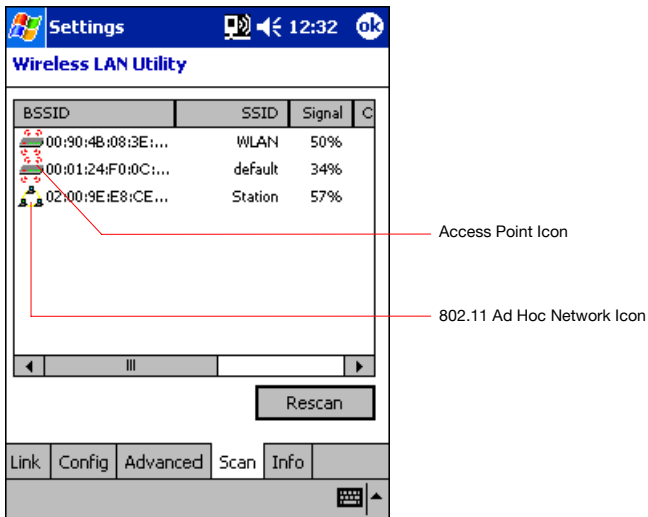 Settings 12:32 ok
Wireless LAN Utility
BSSID SSID Signal C
00:90:4B:08:3E:... WLAN 50%
00:01:24:F0:0C:... default 34%
02:00:9E:E8:CE... Station 57%
Access Point Icon
802.11 Ad Hoc Network Icon
Rescan
Link Config Advanced Scan Info